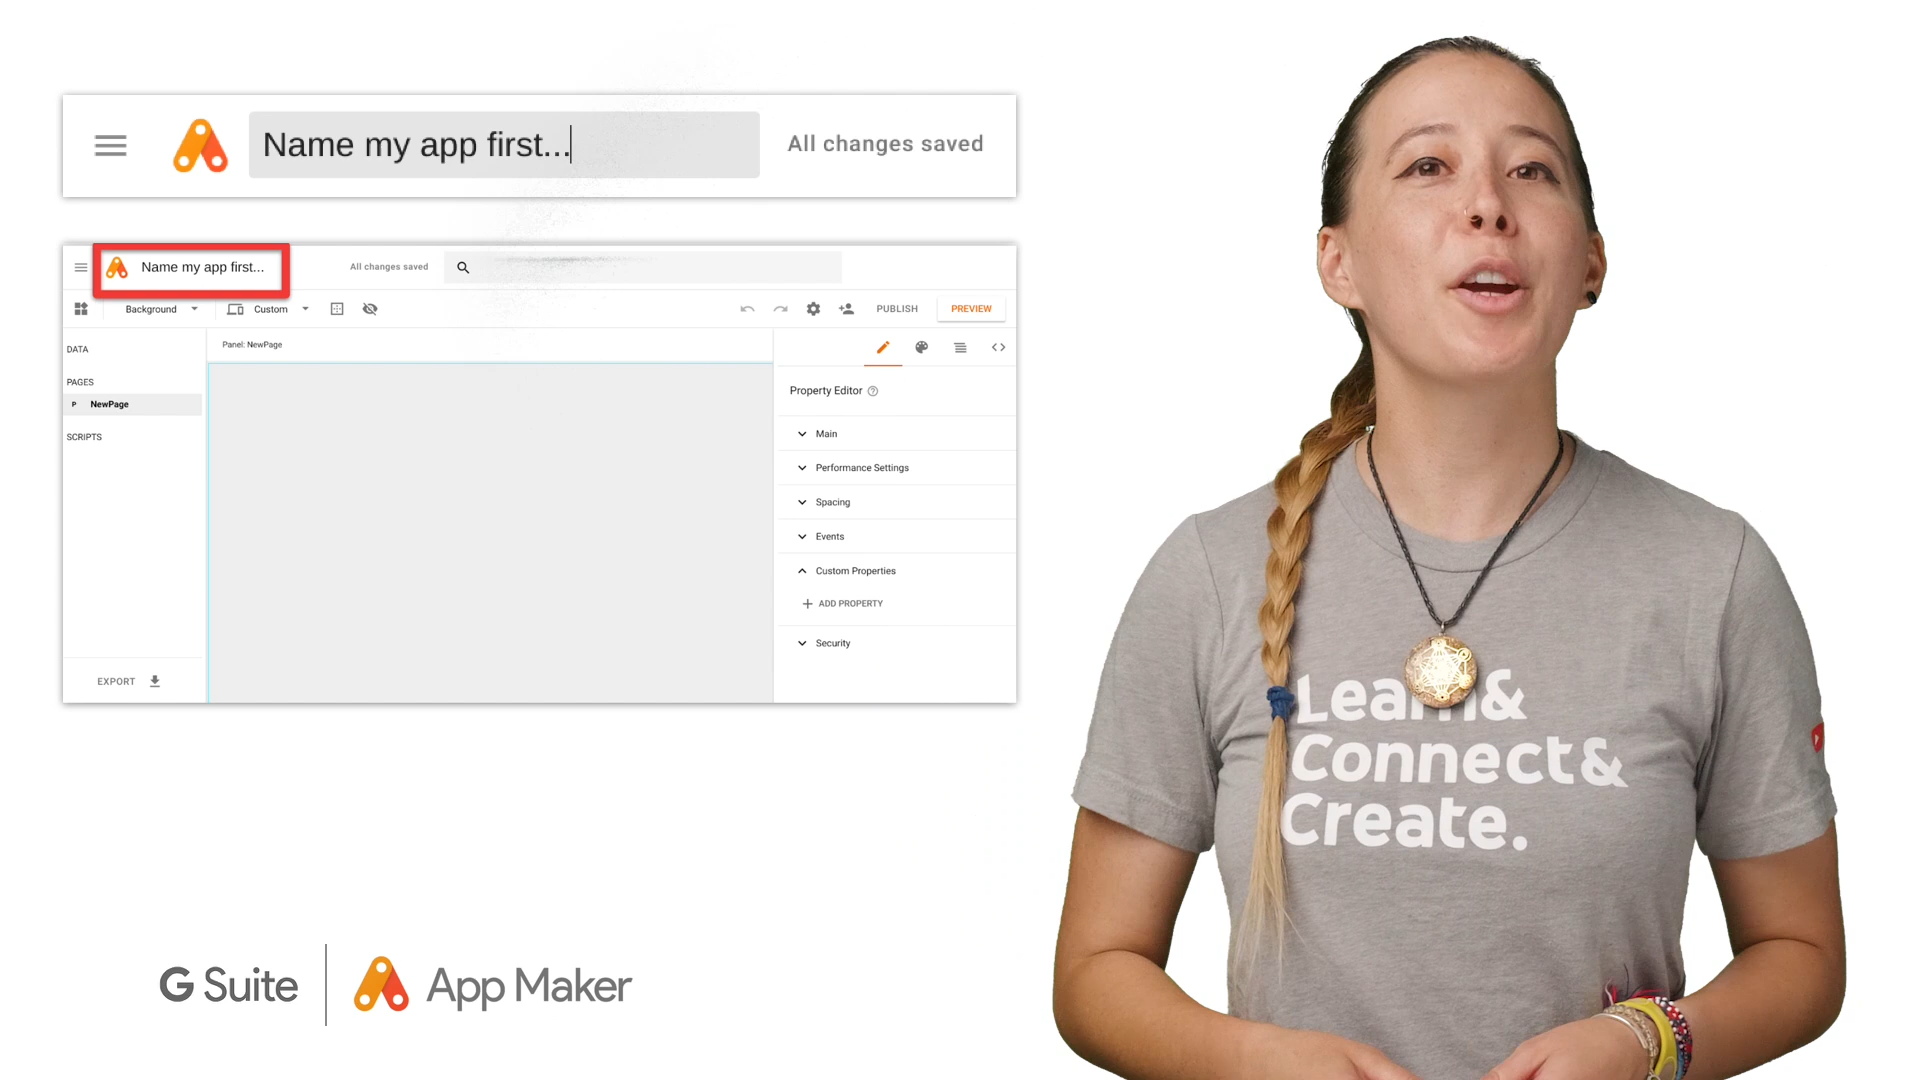 Name my app first...
All changes saved
Name my app first...
All changes saved
Background
Custom
PUBLISH
PREVIEW
DATA
Panel: NewPage
PAGES
P NewPage
SCRIPTS
Property Editor
Main
Performance Settings
Spacing
Events
Custom Properties
ADD PROPERTY
Security
EXPORT
G Suite
App Maker
Learn&
Connect&
Create.